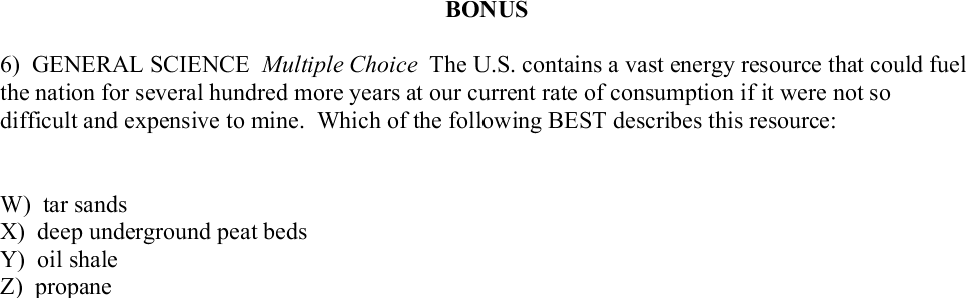 BONUS
6) GENERAL SCIENCE Multiple Choice The U.S. contains a vast energy resource that could fuel
the nation for several hundred more years at our current rate of consumption if it were not so
difficult and expensive to mine. Which of the following BEST describes this resource:
W) tar sands
X) deep underground peat beds
Y) oil shale
Z) propane